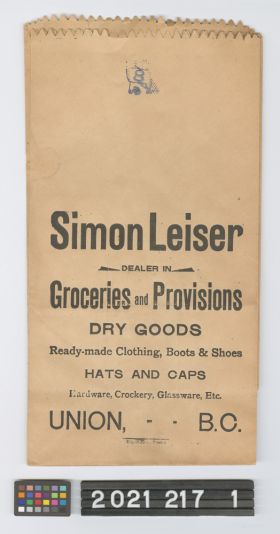 Simon Leiser
DEALER IN
Groceries and Provisions
DRY GOODS
Ready-made Clothing, Boots & Shoes
HATS AND CAPS
Hardware, Crockery, Glassware, Etc.
UNION, - - B.C.
2021 217 1